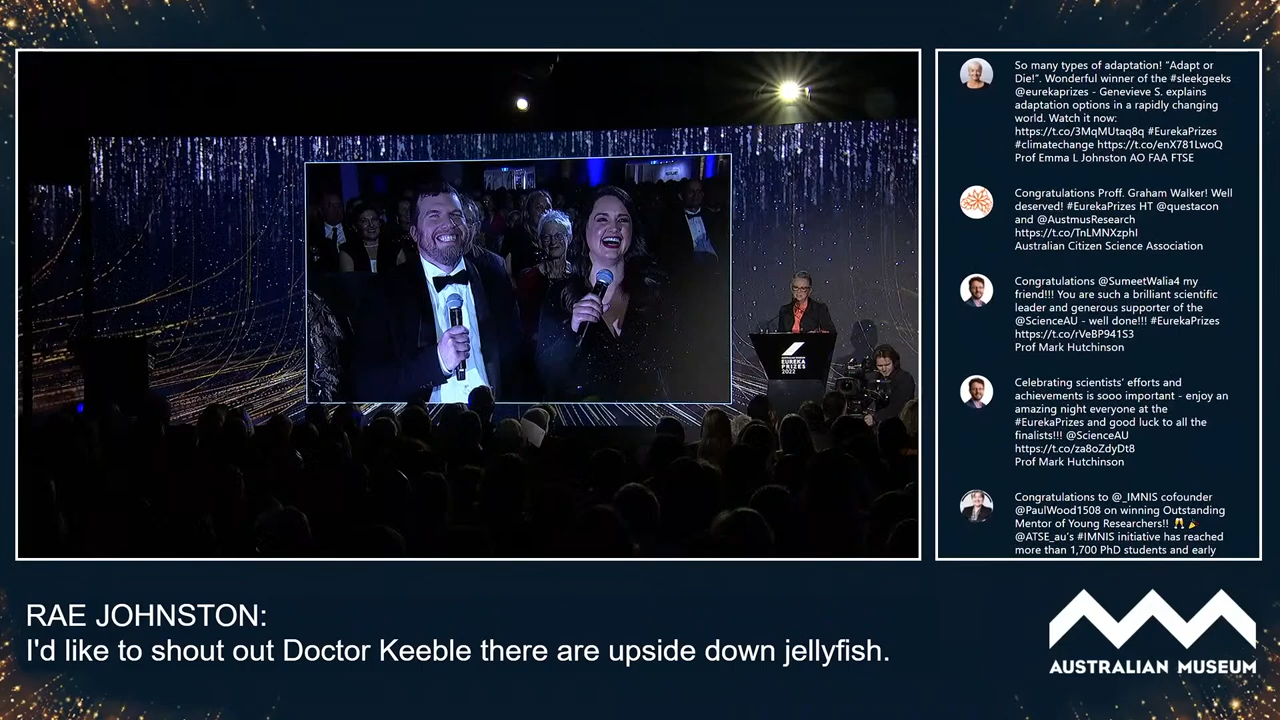 AUSTRALIAN MUSEUM
EUREKA
PRIZES
2022
So many types of adaptation! “Adapt or
Die!”. Wonderful winner of the #sleekgeeks
@eurekaprizes - Genevieve S. explains
adaptation options in a rapidly changing
world. Watch it now:
https://t.co/3MqMUtaq8q #EurekaPrizes
#climatechange https://t.co/enX781LwoQ
Prof Emma L Johnston AO FAA FTSE
Congratulations Proff. Graham Walker! Well
deserved! #EurekaPrizes HT @questacon
and @AustmusResearch
https://t.co/TnLMNXzphI
Australian Citizen Science Association
Congratulations @SumeetWalia4 my
friend!!! You are such a brilliant scientific
leader and generous supporter of the
@ScienceAU - well done!!! #EurekaPrizes
https://t.co/rVeBP941S3
Prof Mark Hutchinson
Celebrating scientists’ efforts and
achievements is sooo important - enjoy an
amazing night everyone at the
#EurekaPrizes and good luck to all the
finalists!!! @ScienceAU
https://t.co/za8oZdyDt8
Prof Mark Hutchinson
Congratulations to @_IMNIS cofounder
@PaulWood1508 on winning Outstanding
Mentor of Young Researchers!! 🥂🎉
@ATSE_au’s #IMNIS initiative has reached
more than 1,700 PhD students and early
RAE JOHNSTON:
I'd like to shout out Doctor Keeble there are upside down jellyfish.
AUSTRALIAN MUSEUM